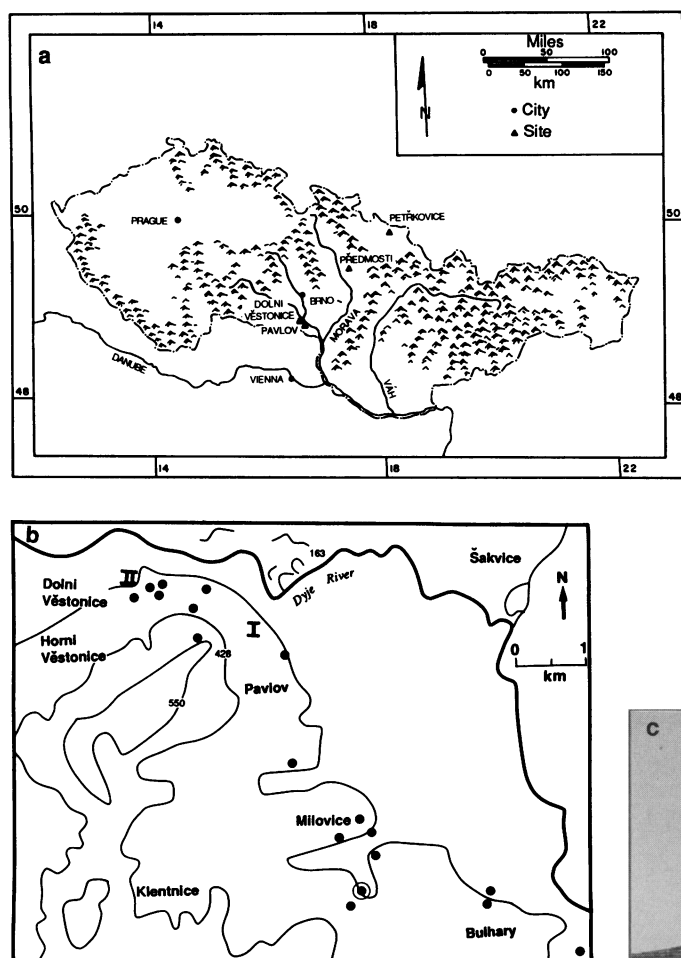 a
14
18
22
Miles
0
50
100
0
50
100
150
km
N
City
Site
50
50
PRAGUE
PETŘKOVICE
PŘEDMOSTI
BRNO
DOLNI
VĚSTONICE
PAVLOV
MORAVA
DANUBE
VIENNA
VÁH
48
48
14
18
22
b
163
Šakvice
Dolni
Věstonice
II
Dyje River
N
Horni
Věstonice
I
0
1
km
428
Pavlov
550
C
Milovice
Klentnice
Bulhary